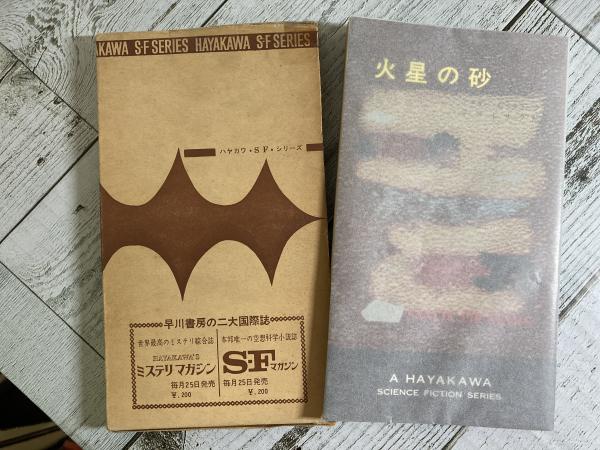 KAWA S-F SERIES HAYAKAWA S-F SERIES
ハヤカワ・SF・シリーズ
早川書房の二大国際誌
世界最高のミステリ綜合誌
HAYAKAWA'S
ミステリ マガジン
毎月25日発売
¥. 200
本邦唯一の空想科学小説誌
S-Fマガジン
毎月25日発売
¥. 200
火星の砂
A HAYAKAWA
SCIENCE FICTION SERIES